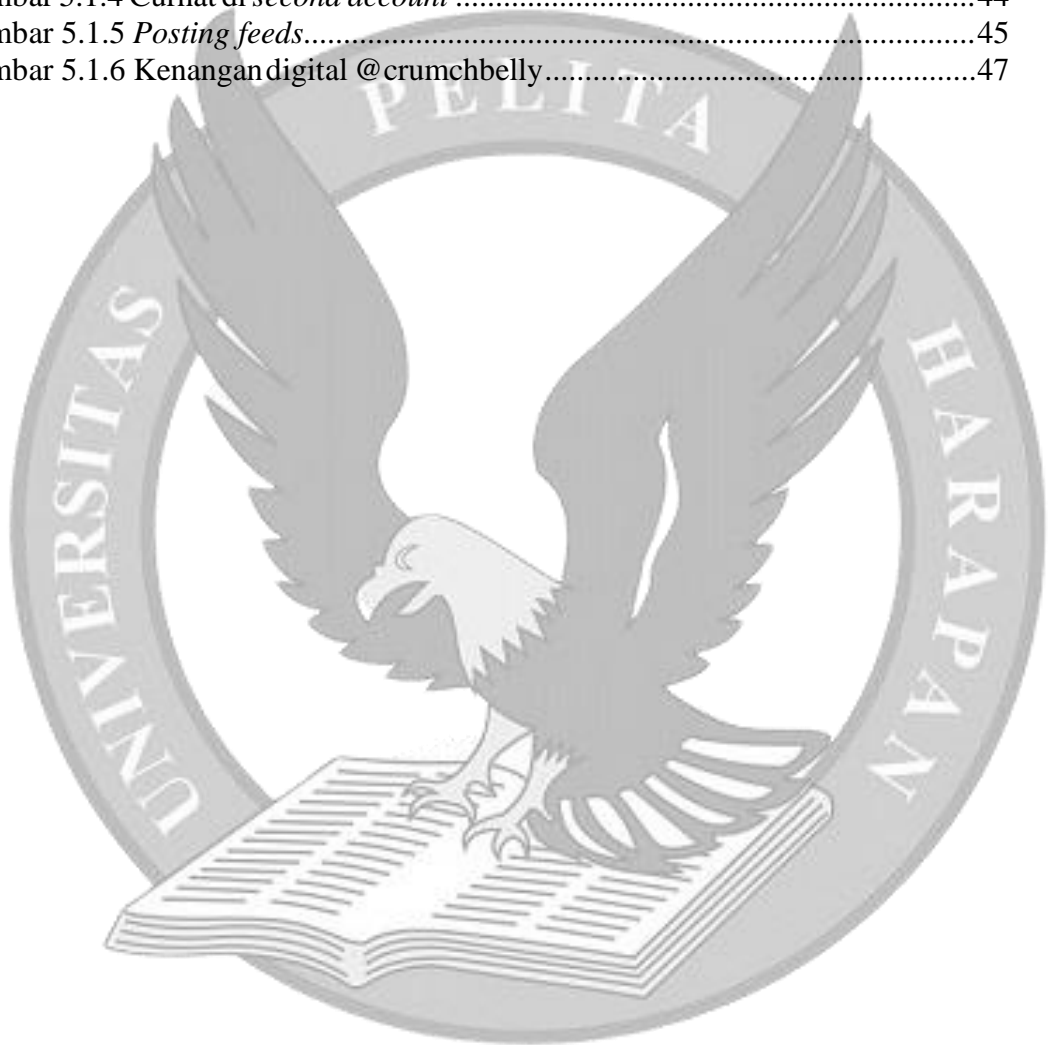 mbar 5.1.4 Curhat di second account ........................................................................................44
mbar 5.1.5 Posting feeds.................................................................................................45
mbar 5.1.6 Kenangan digital @crumchbelly................................................................47
UNIVERSITAS PELITA HARAPAN